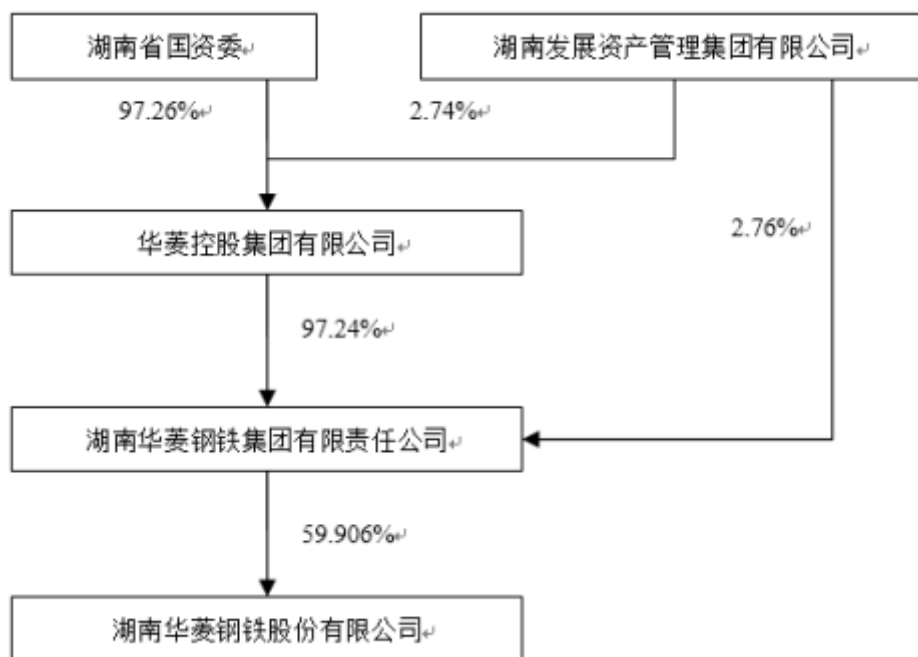 湖南省国资委
湖南发展资产管理集团有限公司
97.26%
2.74%
华菱控股集团有限公司
2.76%
97.24%
湖南华菱钢铁集团有限责任公司
59.906%
湖南华菱钢铁股份有限公司